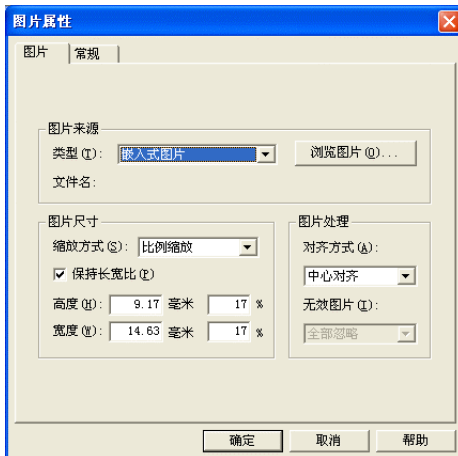 图片属性
图片 常规
图片来源
类型(T): 嵌入式图片 浏览图片(O)...
文件名:
图片尺寸 图片处理
缩放方式(S): 比例缩放 对齐方式(A):
保持长宽比(P) 中心对齐
高度(H): 9.17 毫米 17 % 无效图片(I):
宽度(W): 14.63 毫米 17 % 全部忽略
确定 取消 帮助